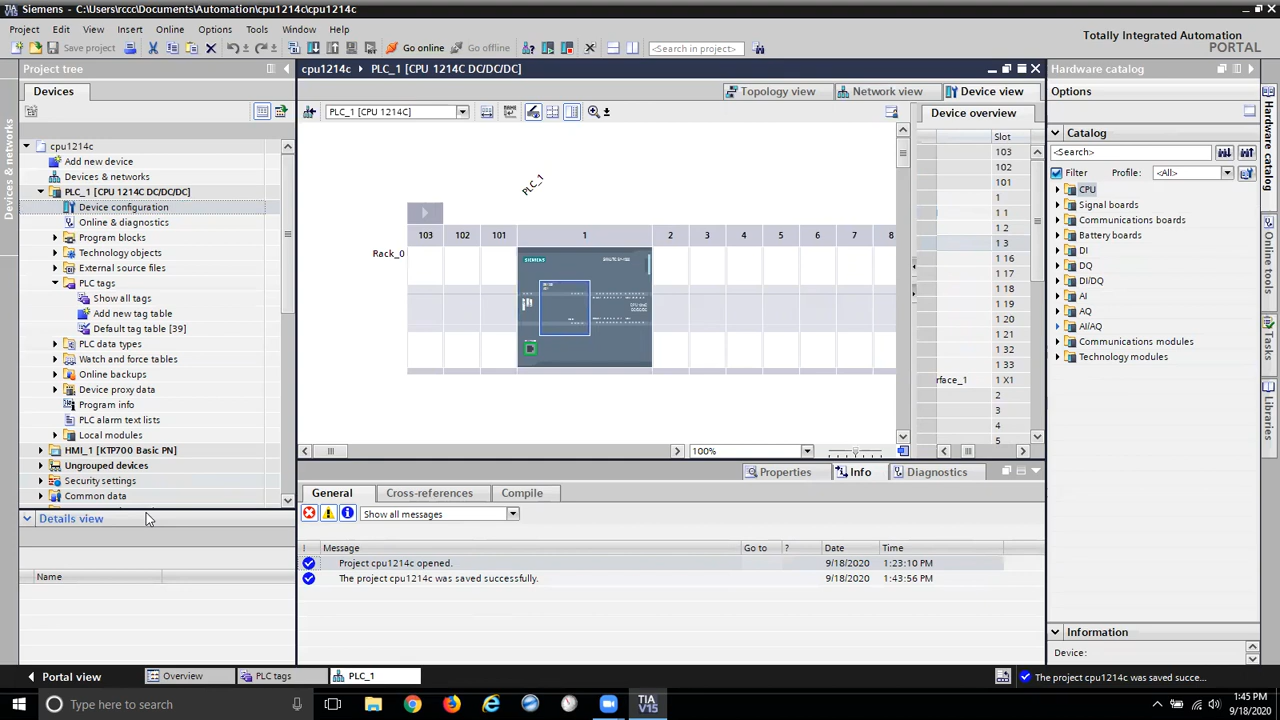 Siemens - C:\Users\rccc\Documents\Automation\cpu1214c\cpu1214c
Project Edit View Insert Online Options Tools Window Help
Totally Integrated Automation
PORTAL
Save project
Go online
Go offline
<Search in project>
Project tree
cpu1214c PLC_1 [CPU 1214C DC/DC/DC]
Hardware catalog
Devices
Topology view
Network view
Device view
Options
PLC_1 [CPU 1214C]
Device overview
Devices & networks
cpu1214c
Add new device
Devices & networks
PLC_1 [CPU 1214C DC/DC/DC]
Device configuration
Online & diagnostics
Program blocks
Technology objects
External source files
PLC tags
Show all tags
Add new tag table
Default tag table [39]
PLC data types
Watch and force tables
Online backups
Device proxy data
Program info
PLC alarm text lists
Local modules
HMI_1 [KTP700 Basic PN]
Ungrouped devices
Security settings
Common data
Details view
Name
PLC_1
103 102 101 1 2 3 4 5 6 7 8
Rack_0
SIEMENS
100%
Slot
103
102
101
1
1 1
1 2
1 3
1 16
1 17
1 18
1 19
1 20
1 21
1 32
1 33
rface_1 1 X1
2
3
4
5
Catalog
<Search>
Filter Profile: <All>
CPU
Signal boards
Communications boards
Battery boards
DI
DQ
DI/DQ
AI
AQ
AI/AQ
Communications modules
Technology modules
Information
Device:
Hardware catalog
Online tools
Tasks
Libraries
Properties
Info
Diagnostics
General
Cross-references
Compile
Show all messages
! Message Go to ? Date Time
Project cpu1214c opened. 9/18/2020 1:23:10 PM
The project cpu1214c was saved successfully. 9/18/2020 1:43:56 PM
Portal view
Overview
PLC tags
PLC_1
The project cpu1214c was saved succe...
Type here to search
TIA
V15
1:45 PM
9/18/2020